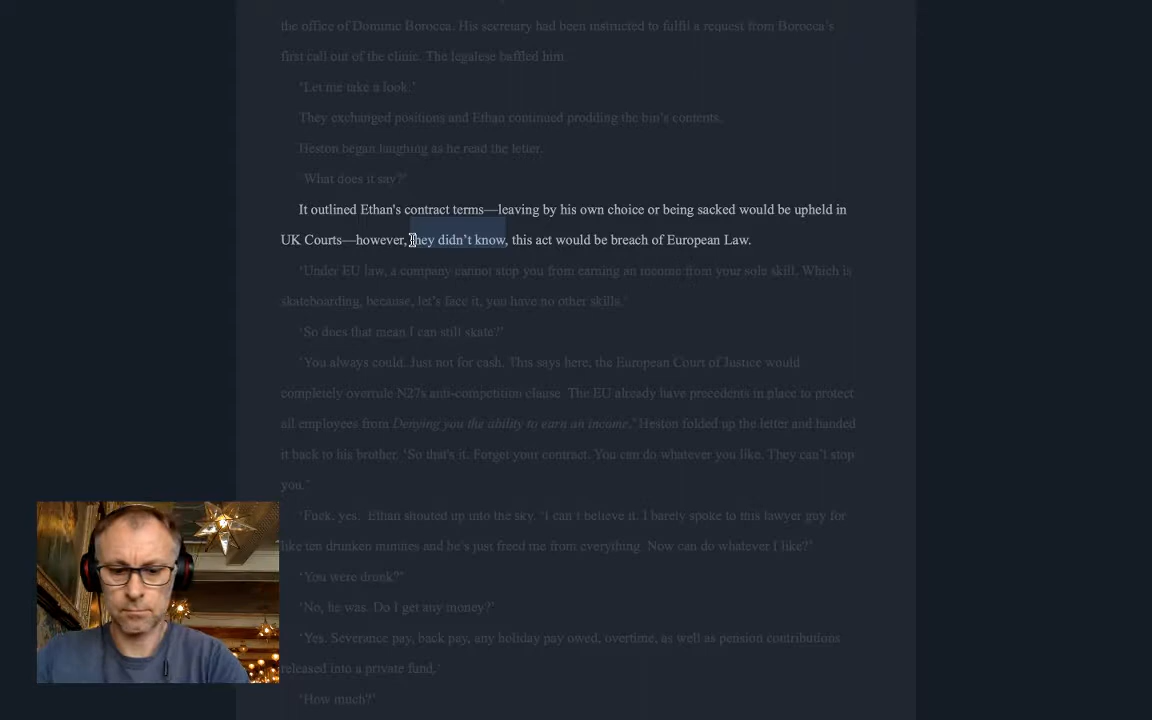 the office of Dominic Borocca. His secretary had been instructed to fulfil a request from Borocca's
first call out of the clinic. The legalese baffled him.
'Let me take a look.'
They exchanged positions and Ethan continued prodding the bin's contents.
Heston began laughing as he read the letter.
'What does it say?'
It outlined Ethan's contract terms—leaving by his own choice or being sacked would be upheld in
UK Courts—however, they didn't know, this act would be breach of European Law.
'Under EU law, a company cannot stop you from earning an income from your sole skill. Which is
skateboarding, because, let's face it, you have no other skills.'
'So does that mean I can still skate?'
'You always could. Just not for cash. This says here, the European Court of Justice would
completely overrule N27s anti-competition clause. The EU already have precedents in place to protect
all employees from Denying you the ability to earn an income.' Heston folded up the letter and handed
it back to his brother. 'So that's it. Forget your contract. You can do whatever you like. They can't stop
you.'
'Fuck, yes.' Ethan shouted up into the sky. 'I can't believe it. I barely spoke to this lawyer guy for
like ten drunken minutes and he's just freed me from everything. Now can do whatever I like?'
'You were drunk?'
'No, he was. Do I get any money?'
'Yes. Severance pay, back pay, any holiday pay owed, overtime, as well as pension contributions
released into a private fund.'
'How much?'